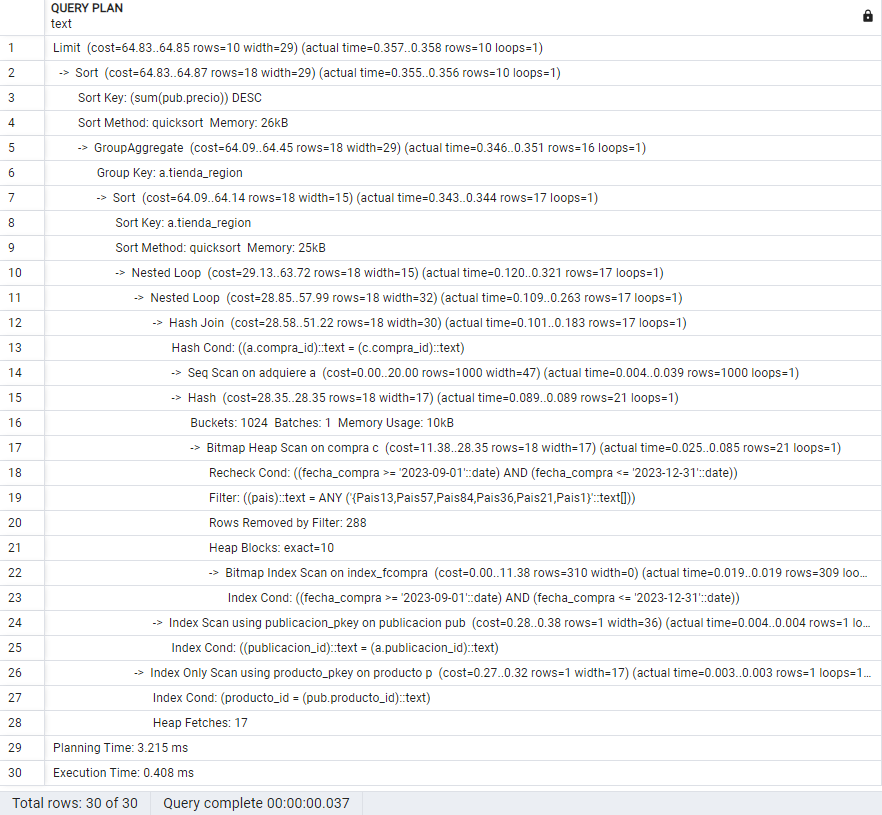 QUERY PLAN
text
1 Limit (cost=64.83..64.85 rows=10 width=29) (actual time=0.357..0.358 rows=10 loops=1)
2 -> Sort (cost=64.83..64.87 rows=18 width=29) (actual time=0.355..0.356 rows=10 loops=1)
3 Sort Key: (sum(pub.precio)) DESC
4 Sort Method: quicksort Memory: 26kB
5 -> GroupAggregate (cost=64.09..64.45 rows=18 width=29) (actual time=0.346..0.351 rows=16 loops=1)
6 Group Key: a.tienda_region
7 -> Sort (cost=64.09..64.14 rows=18 width=15) (actual time=0.343..0.344 rows=17 loops=1)
8 Sort Key: a.tienda_region
9 Sort Method: quicksort Memory: 25kB
10 -> Nested Loop (cost=29.13..63.72 rows=18 width=15) (actual time=0.120..0.321 rows=17 loops=1)
11 -> Nested Loop (cost=28.85..57.99 rows=18 width=32) (actual time=0.109..0.263 rows=17 loops=1)
12 -> Hash Join (cost=28.58..51.22 rows=18 width=30) (actual time=0.101..0.183 rows=17 loops=1)
13 Hash Cond: ((a.compra_id)::text = (c.compra_id)::text)
14 -> Seq Scan on adquiere a (cost=0.00..20.00 rows=1000 width=47) (actual time=0.004..0.039 rows=1000 loops=1)
15 -> Hash (cost=28.35..28.35 rows=18 width=17) (actual time=0.089..0.089 rows=21 loops=1)
16 Buckets: 1024 Batches: 1 Memory Usage: 10kB
17 -> Bitmap Heap Scan on compra c (cost=11.38..28.35 rows=18 width=17) (actual time=0.025..0.085 rows=21 loops=1)
18 Recheck Cond: ((fecha_compra >= '2023-09-01'::date) AND (fecha_compra <= '2023-12-31'::date))
19 Filter: ((pais)::text = ANY ('{Pais13,Pais57,Pais84,Pais36,Pais21,Pais1}'::text[]))
20 Rows Removed by Filter: 288
21 Heap Blocks: exact=10
22 -> Bitmap Index Scan on index_fcompra (cost=0.00..11.38 rows=310 width=0) (actual time=0.019..0.019 rows=309 loo...
23 Index Cond: ((fecha_compra >= '2023-09-01'::date) AND (fecha_compra <= '2023-12-31'::date))
24 -> Index Scan using publicacion_pkey on publicacion pub (cost=0.28..0.38 rows=1 width=36) (actual time=0.004..0.004 rows=1 lo...
25 Index Cond: ((publicacion_id)::text = (a.publicacion_id)::text)
26 -> Index Only Scan using producto_pkey on producto p (cost=0.27..0.32 rows=1 width=17) (actual time=0.003..0.003 rows=1 loops=1...
27 Index Cond: (producto_id = (pub.producto_id)::text)
28 Heap Fetches: 17
29 Planning Time: 3.215 ms
30 Execution Time: 0.408 ms
Total rows: 30 of 30 Query complete 00:00:00.037